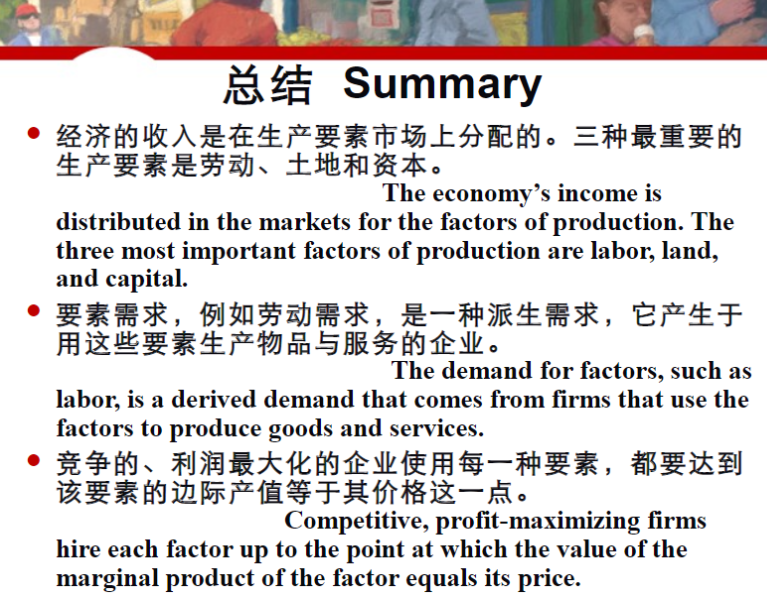 总结 Summary
经济的收入是在生产要素市场上分配的。三种最重要的
生产要素是劳动、土地和资本。
The economy's income is
distributed in the markets for the factors of production. The
three most important factors of production are labor, land,
and capital.
要素需求，例如劳动需求，是一种派生需求，它产生于
用这些要素生产物品与服务的企业。
The demand for factors, such as
labor, is a derived demand that comes from firms that use the
factors to produce goods and services.
竞争的、利润最大化的企业使用每一种要素，都要达到
该要素的边际产值等于其价格这一点。
Competitive, profit-maximizing firms
hire each factor up to the point at which the value of the
marginal product of the factor equals its price.